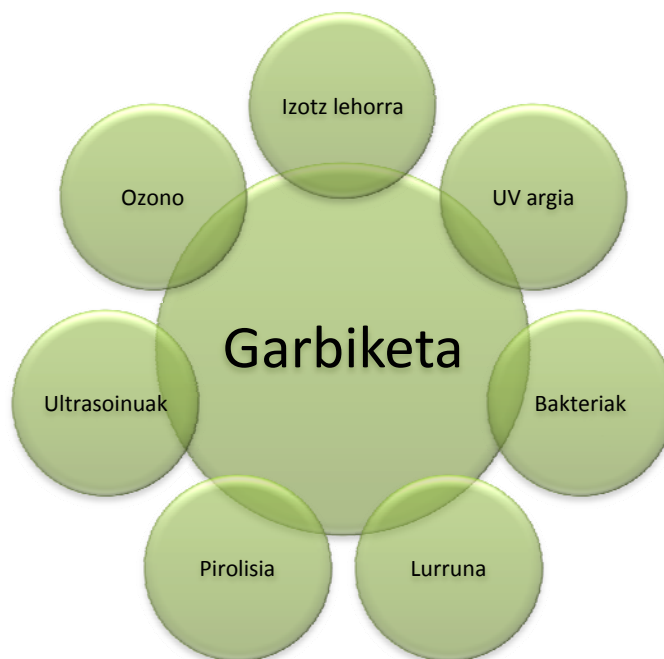 Izotz lehorra
Ozono
UV argia
Garbiketa
Ultrasoinuak
Bakteriak
Pirolisia
Lurruna